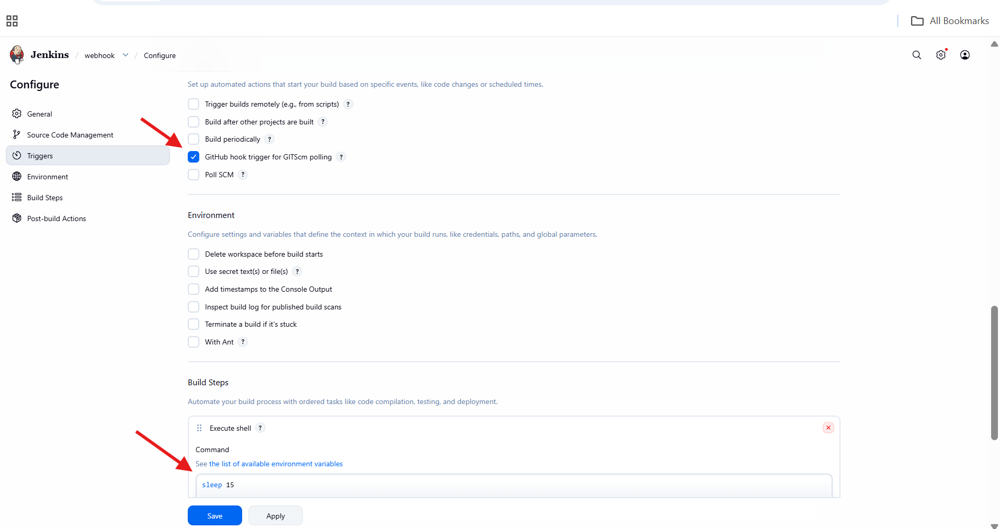 All Bookmarks
Jenkins / webhook / Configure
Configure
General
Source Code Management
Triggers
Environment
Build Steps
Post-build Actions
Set up automated actions that start your build based on specific events, like code changes or scheduled times.
Trigger builds remotely (e.g., from scripts) ?
Build after other projects are built ?
Build periodically ?
GitHub hook trigger for GITScm polling ?
Poll SCM ?
Environment
Configure settings and variables that define the context in which your build runs, like credentials, paths, and global parameters.
Delete workspace before build starts
Use secret text(s) or file(s) ?
Add timestamps to the Console Output
Inspect build log for published build scans
Terminate a build if it's stuck
With Ant ?
Build Steps
Automate your build process with ordered tasks like code compilation, testing, and deployment.
Execute shell ?
Command
See the list of available environment variables
sleep 15
Save Apply